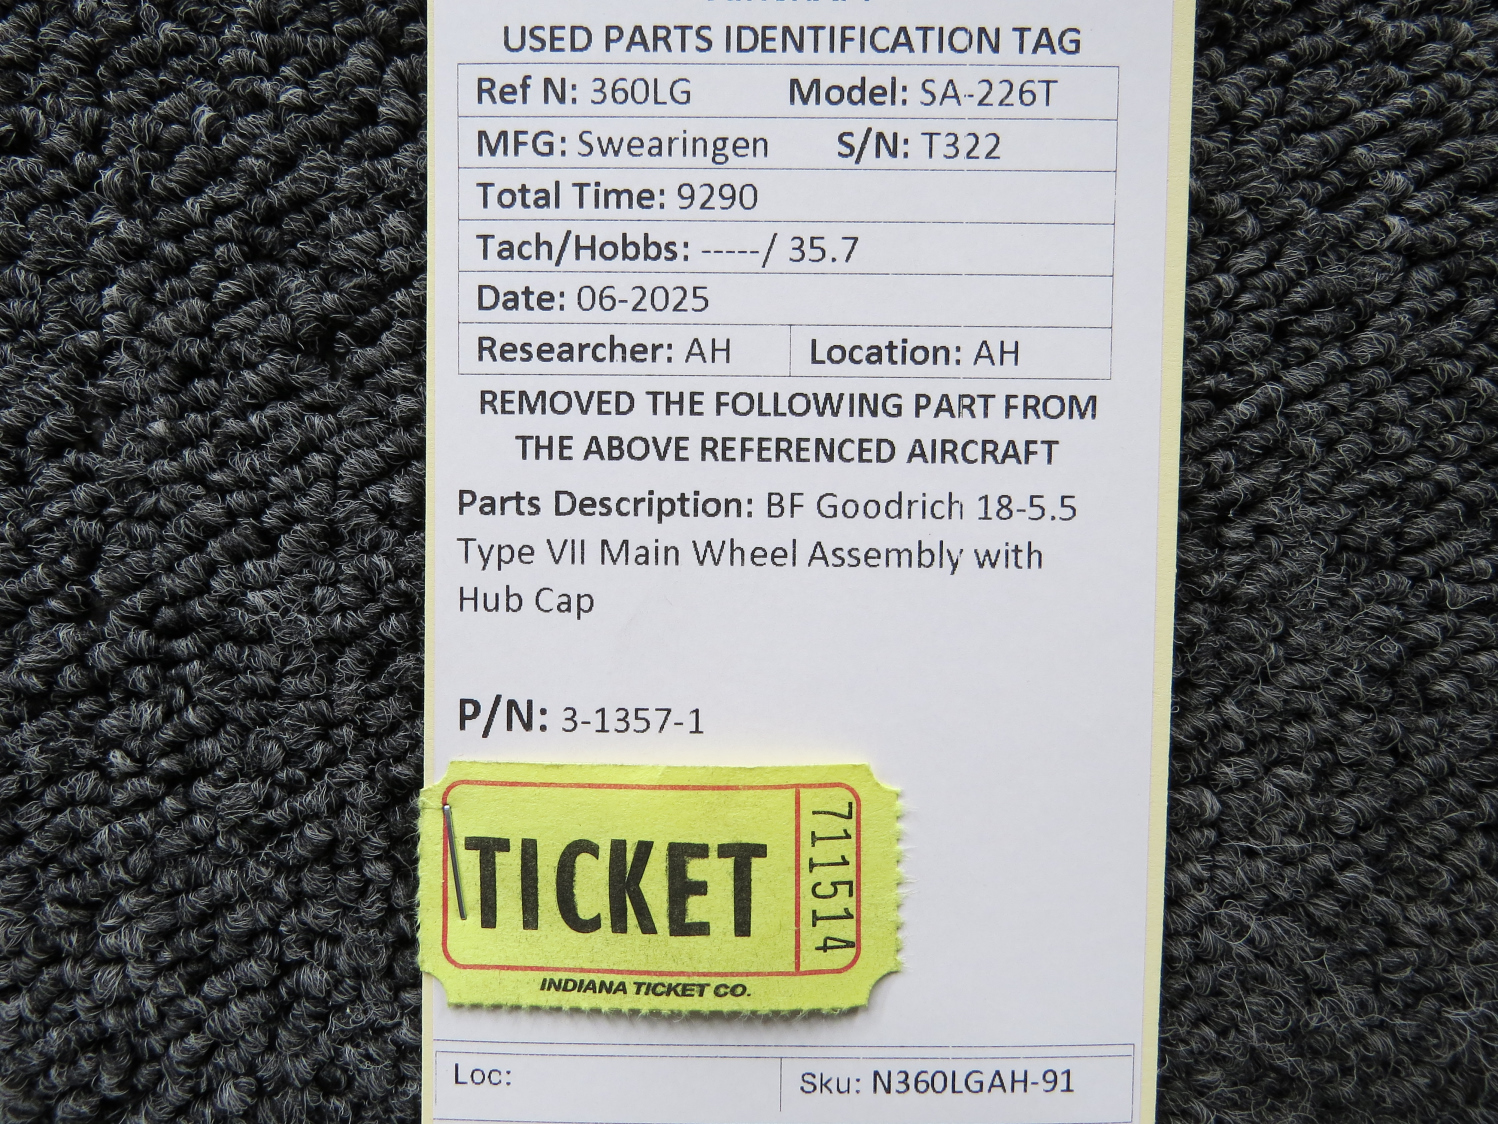 USED PARTS IDENTIFICATION TAG
Ref N: 360LG Model: SA-226T
MFG: Swearingen S/N: T322
Total Time: 9290
Tach/Hobbs: -----/ 35.7
Date: 06-2025
Researcher: AH Location: AH
REMOVED THE FOLLOWING PART FROM
THE ABOVE REFERENCED AIRCRAFT
Parts Description: BF Goodrich 18-5.5
Type VII Main Wheel Assembly with
Hub Cap
P/N: 3-1357-1
TICKET
711514
INDIANA TICKET CO.
Loc:
Sku: N360LGAH-91